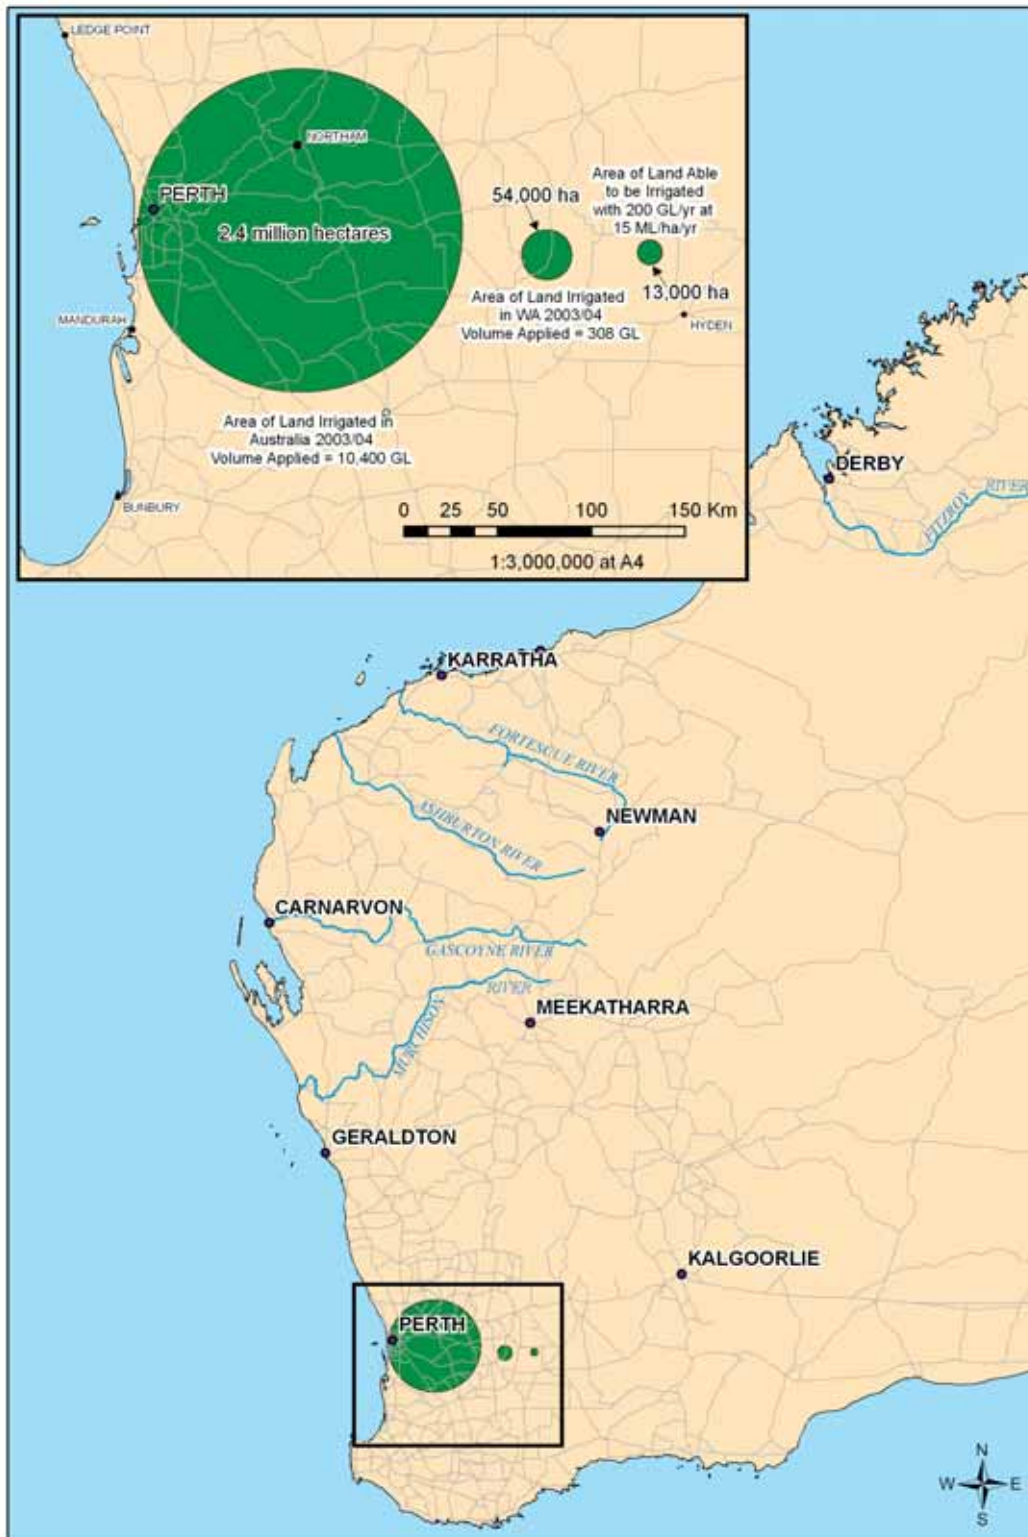 LEDGE POINT
NORTHAM
PERTH
2.4 million hectares
54,000 ha
Area of Land Able
to be Irrigated
with 200 GL/yr at
15 ML/ha/yr
13,000 ha
Area of Land Irrigated
in WA 2003/04
Volume Applied = 308 GL
HYDEN
MANDURAH
Area of Land Irrigated in
Australia 2003/04
Volume Applied = 10,400 GL
BUNBURY
0 25 50 100 150 Km
1:3,000,000 at A4
DERBY
FITZROY RIVER
KARRATHA
FORTESCUE RIVER
NEWMAN
ASHBURTON RIVER
CARNARVON
GASCOYNE RIVER
MURCHISON RIVER
MEEKATHARRA
GERALDTON
KALGOORLIE
PERTH
N
W E
S